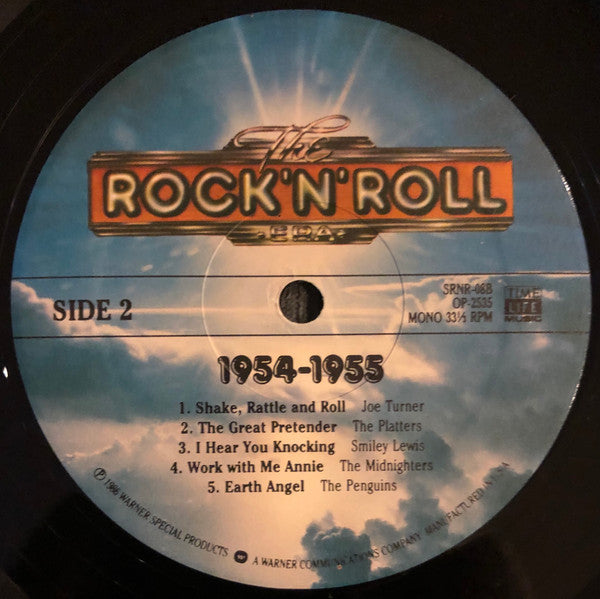 The
ROCK'N'ROLL
·ERA·
SIDE 2
SRNR-08B
OP-2535
MONO 33⅓ RPM
TIME
LIFE
MUSIC
1954-1955
1. Shake, Rattle and Roll Joe Turner
2. The Great Pretender The Platters
3. I Hear You Knocking Smiley Lewis
4. Work with Me Annie The Midnighters
5. Earth Angel The Penguins
℗ 1986 WARNER SPECIAL PRODUCTS A WARNER COMMUNICATIONS COMPANY MANUFACTURED IN U.S.A